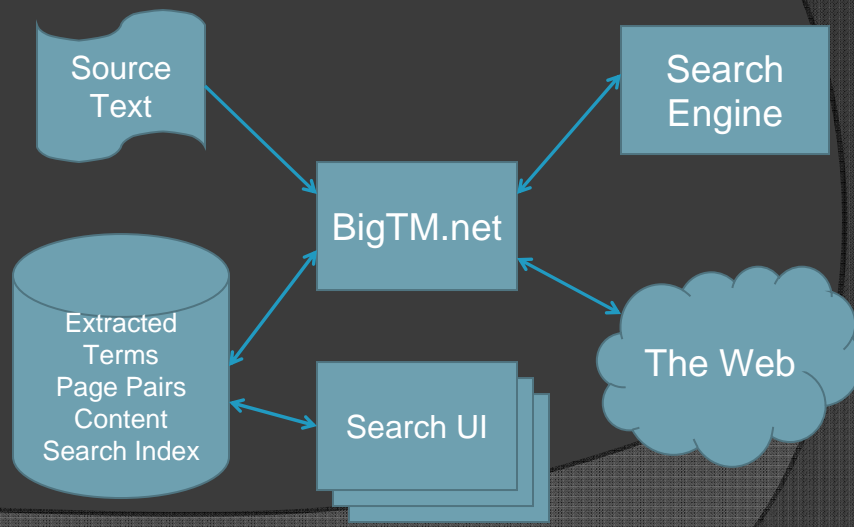 Source
Text
Search
Engine
BigTM.net
Extracted
Terms
Page Pairs
Content
Search Index
The Web
Search UI